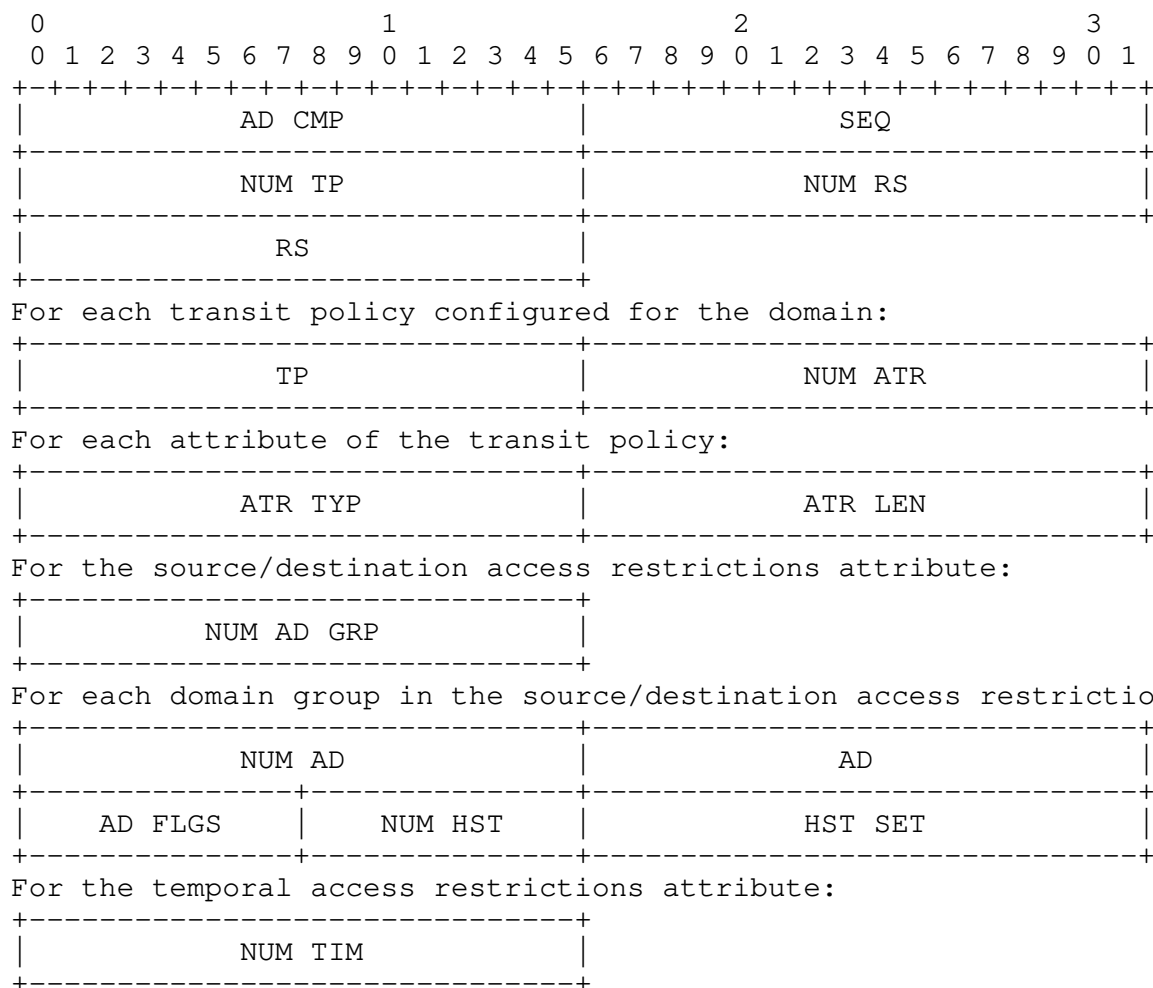 0                   1                   2                   3
0 1 2 3 4 5 6 7 8 9 0 1 2 3 4 5 6 7 8 9 0 1 2 3 4 5 6 7 8 9 0 1
+-+-+-+-+-+-+-+-+-+-+-+-+-+-+-+-+-+-+-+-+-+-+-+-+-+-+-+-+-+-+-+-+
|            AD CMP             |              SEQ              |
+-------------------------------+-------------------------------+
|            NUM TP             |            NUM RS             |
+-------------------------------+-------------------------------+
|              RS               |
+-------------------------------+
For each transit policy configured for the domain:
+-------------------------------+-------------------------------+
|              TP               |            NUM ATR            |
+-------------------------------+-------------------------------+
For each attribute of the transit policy:
+-------------------------------+-------------------------------+
|            ATR TYP            |            ATR LEN            |
+-------------------------------+-------------------------------+
For the source/destination access restrictions attribute:
+-------------------------------+
|          NUM AD GRP           |
+-------------------------------+
For each domain group in the source/destination access restrictio
+-------------------------------+-------------------------------+
|            NUM AD             |              AD               |
+---------------+---------------+-------------------------------+
|    AD FLGS    |    NUM HST    |            HST SET            |
+---------------+---------------+-------------------------------+
For the temporal access restrictions attribute:
+-------------------------------+
|            NUM TIM            |
+-------------------------------+